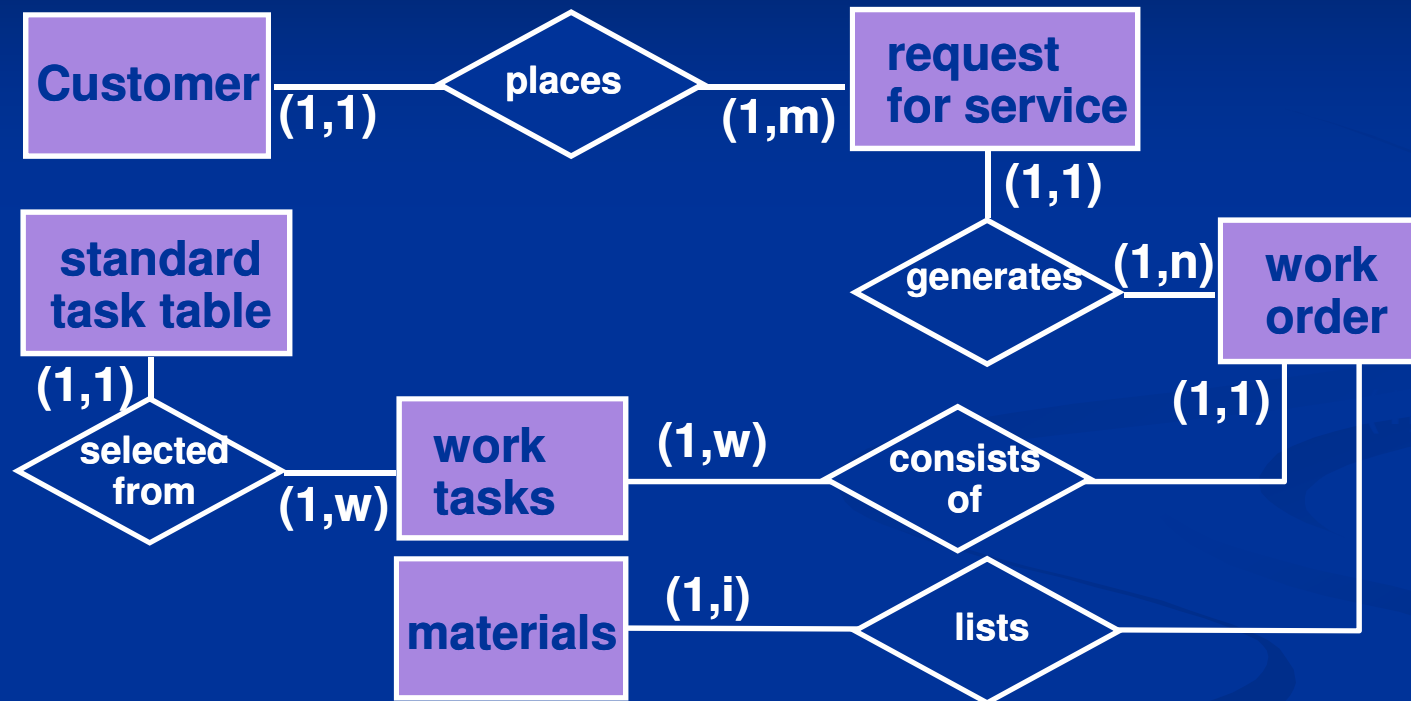 Customer
(1,1)
places
(1,m)
request
for service
(1,1)
generates
(1,n)
work
order
standard
task table
(1,1)
selected
from
(1,w)
work
tasks
(1,w)
consists
of
(1,1)
materials
(1,i)
lists